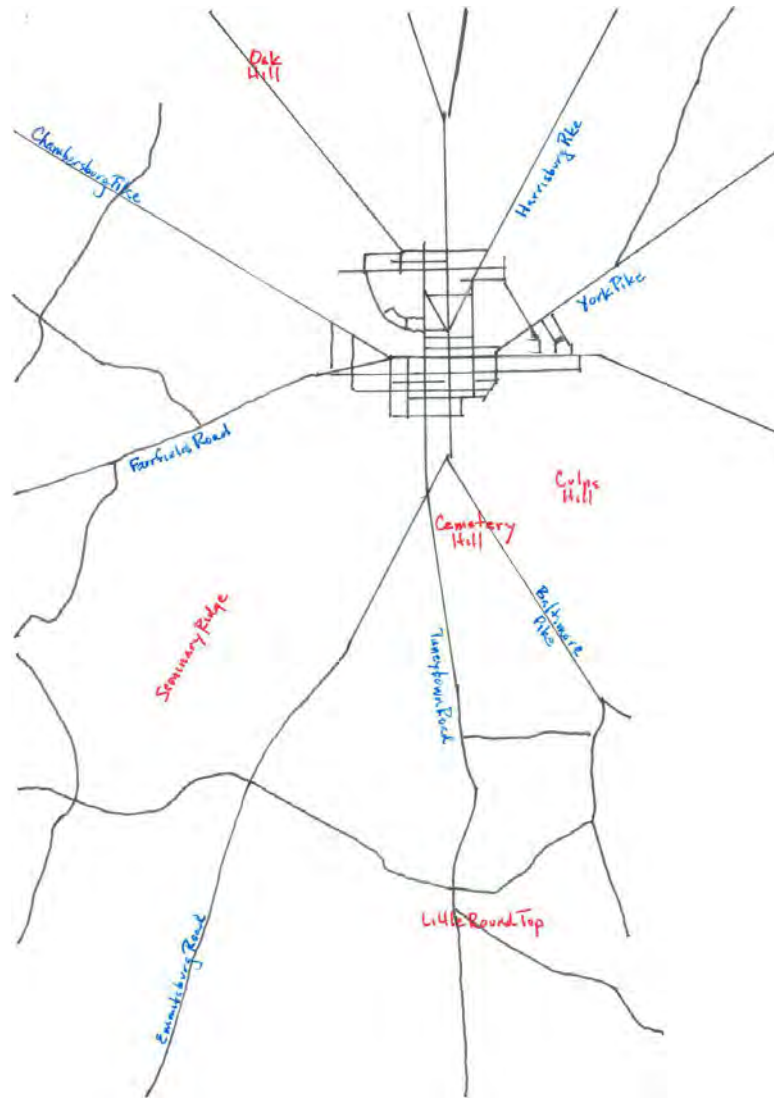 Oak
Hill
Chambersburg Pike
Harrisburg Pike
York Pike
Fairfield Road
Culps
Hill
Cemetery
Hill
Baltimore
Pike
Seminary Ridge
Taneytown Road
Little Round Top
Emmitsburg Road